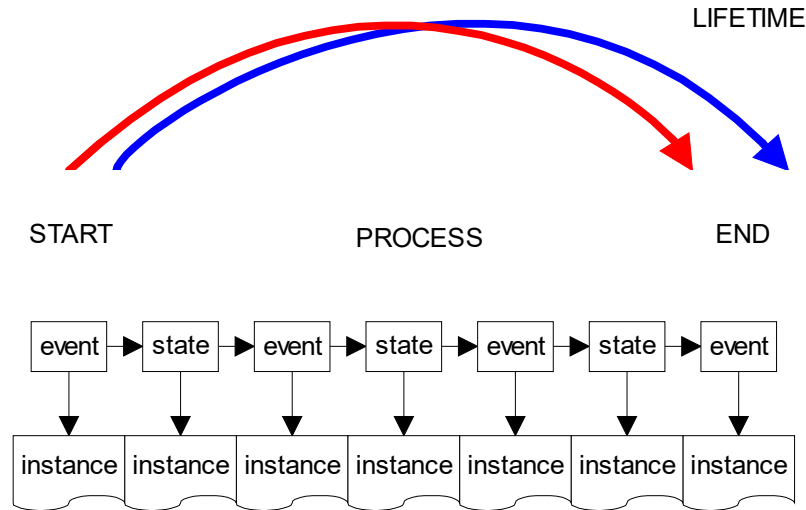 LIFETIME
START PROCESS END
event state event state event state event
instance instance instance instance instance instance instance